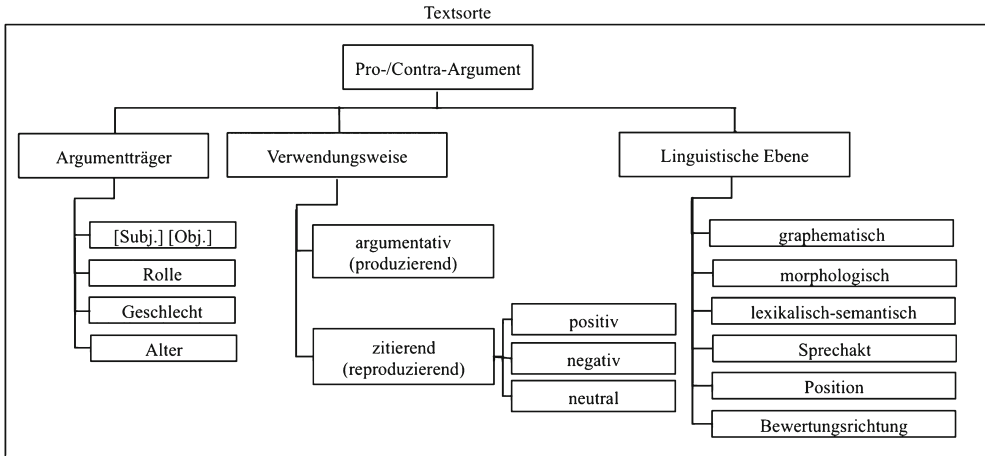 Textsorte
Pro-/Contra-Argument
Argumentträger
Verwendungsweise
Linguistische Ebene
[Subj.] [Obj.]
Rolle
Geschlecht
Alter
argumentativ
(produzierend)
zitierend
(reproduzierend)
positiv
negativ
neutral
graphematisch
morphologisch
lexikalisch-semantisch
Sprechakt
Position
Bewertungsrichtung